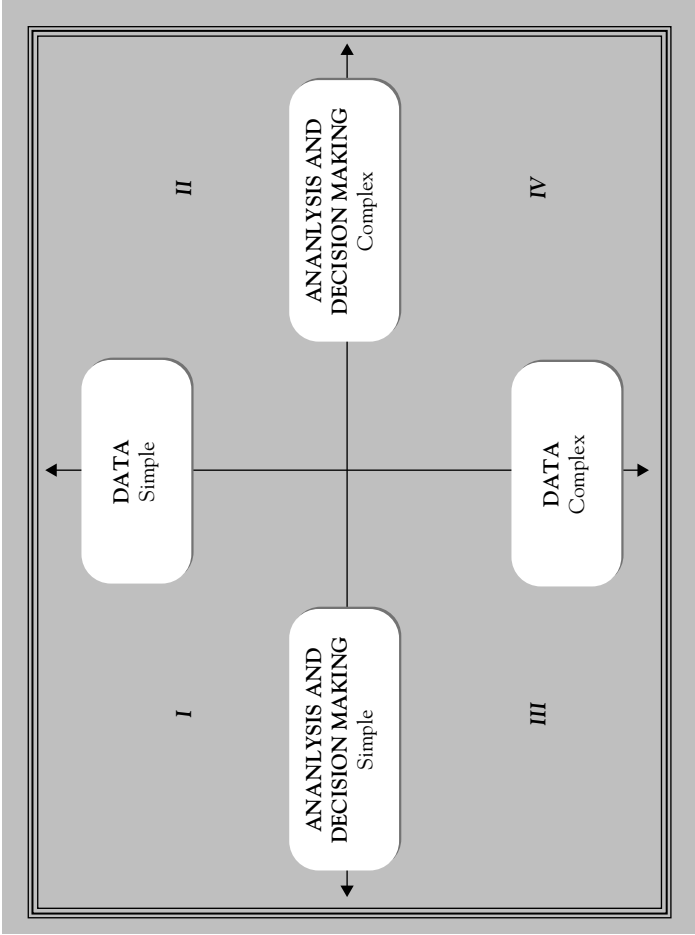 DATA
Simple
I
II
ANANLYSIS AND
DECISION MAKING
Simple
ANANLYSIS AND
DECISION MAKING
Complex
III
IV
DATA
Complex